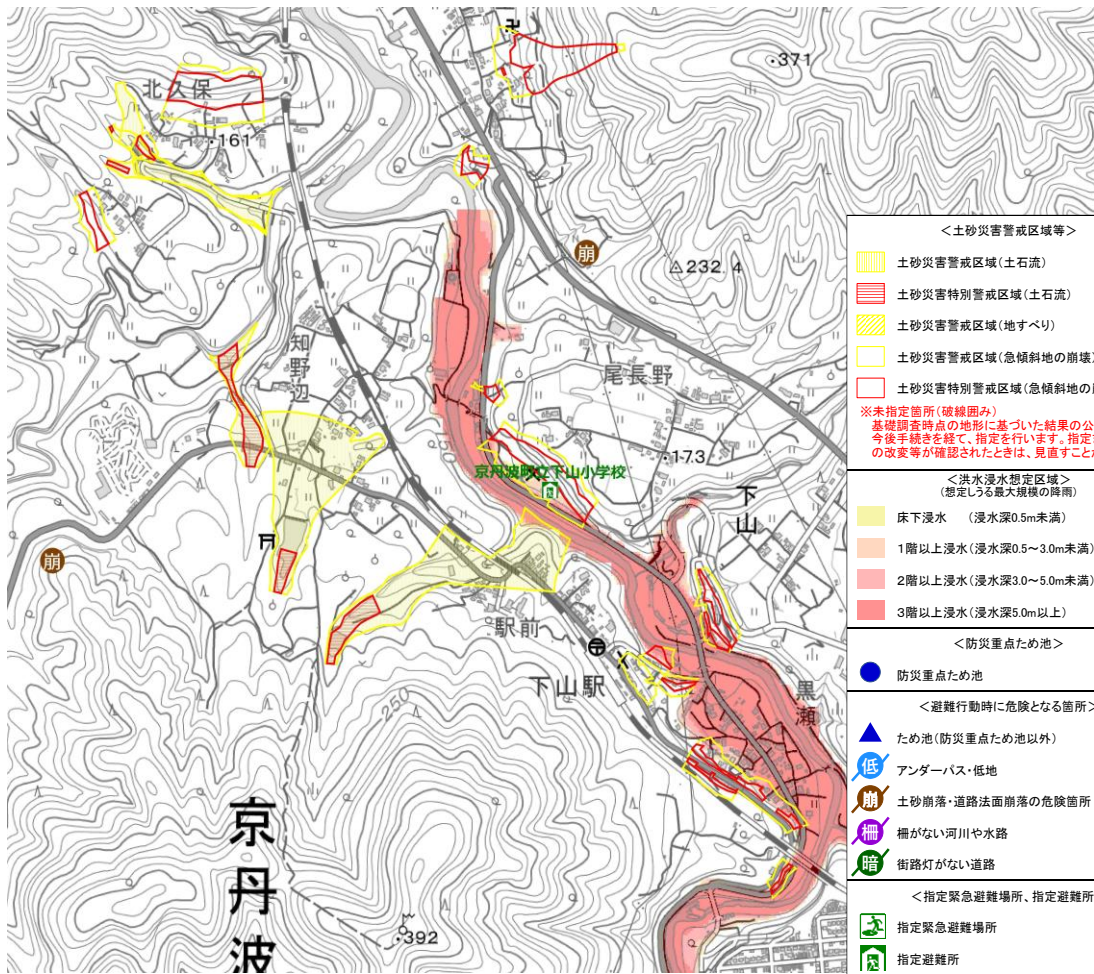 ・371
北久保
・161
△232.4
崩
知野辺
尾長野
・173
京丹波町立下山小学校
下山
崩
駅前
下山駅
黒瀬
250
京丹波
・392
＜土砂災害警戒区域等＞
土砂災害警戒区域（土石流）
土砂災害特別警戒区域（土石流）
土砂災害警戒区域（地すべり）
土砂災害警戒区域（急傾斜地の崩壊）
土砂災害特別警戒区域（急傾斜地の
※未指定箇所（破線囲み）
基礎調査時点の地形に基づいた結果の公
今後手続きを経て、指定を行います。指定
の改変等が確認されたときは、見直すことか
＜洪水浸水想定区域＞
（想定しうる最大規模の降雨）
床下浸水　（浸水深0.5m未満）
1階以上浸水（浸水深0.5～3.0m未満）
2階以上浸水（浸水深3.0～5.0m未満）
3階以上浸水（浸水深5.0m以上）
＜防災重点ため池＞
防災重点ため池
＜避難行動時に危険となる箇所＞
ため池（防災重点ため池以外）
低 アンダーパス・低地
崩 土砂崩落・道路法面崩落の危険箇所
柵 柵がない河川や水路
暗 街路灯がない道路
＜指定緊急避難場所、指定避難所
指定緊急避難場所
指定避難所